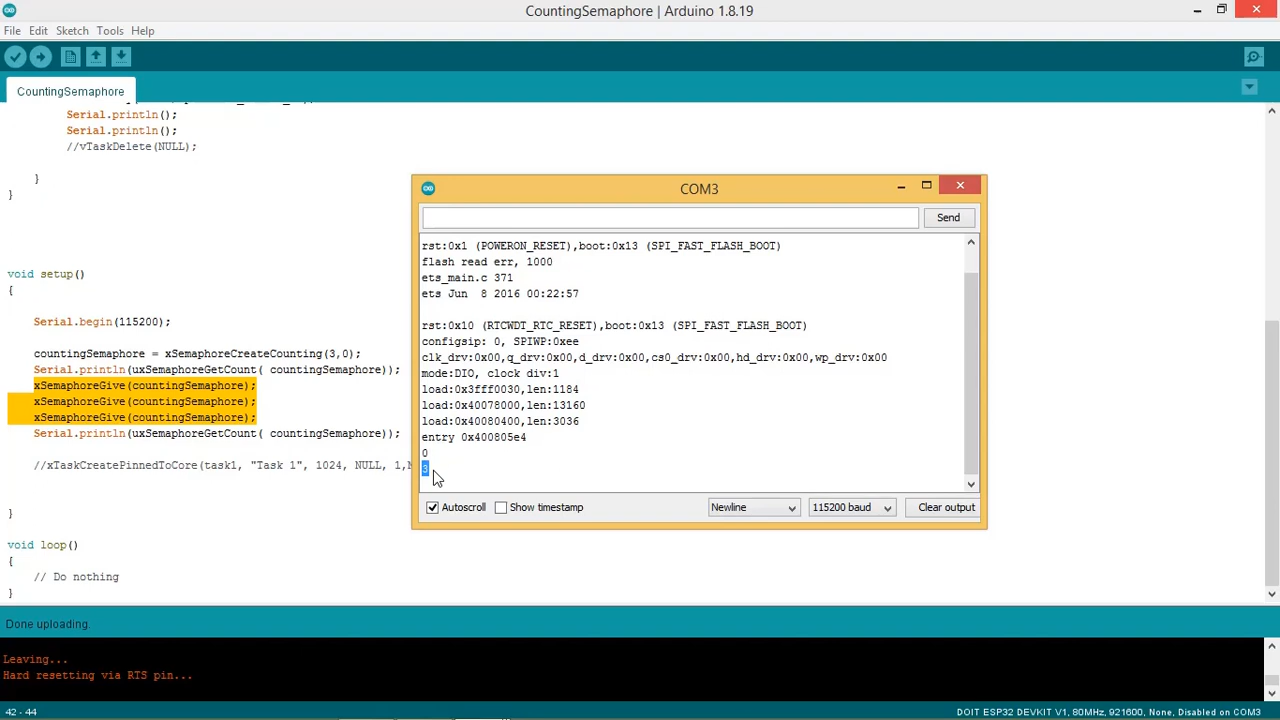 CountingSemaphore | Arduino 1.8.19
File Edit Sketch Tools Help
CountingSemaphore
Serial.println();
Serial.println();
//vTaskDelete(NULL);
}
}
void setup()
{
Serial.begin(115200);
countingSemaphore = xSemaphoreCreateCounting(3,0);
Serial.println(uxSemaphoreGetCount( countingSemaphore));
xSemaphoreGive(countingSemaphore);
xSemaphoreGive(countingSemaphore);
xSemaphoreGive(countingSemaphore);
Serial.println(uxSemaphoreGetCount( countingSemaphore));
//xTaskCreatePinnedToCore(task1, "Task 1", 1024, NULL, 1,
}
void loop()
{
// Do nothing
}
COM3
Send
rst:0x1 (POWERON_RESET),boot:0x13 (SPI_FAST_FLASH_BOOT)
flash read err, 1000
ets_main.c 371
ets Jun  8 2016 00:22:57
rst:0x10 (RTCWDT_RTC_RESET),boot:0x13 (SPI_FAST_FLASH_BOOT)
configsip: 0, SPIWP:0xee
clk_drv:0x00,q_drv:0x00,d_drv:0x00,cs0_drv:0x00,hd_drv:0x00,wp_drv:0x00
mode:DIO, clock div:1
load:0x3fff0030,len:1184
load:0x40078000,len:13160
load:0x40080400,len:3036
entry 0x400805e4
0
3
Autoscroll Show timestamp Newline 115200 baud Clear output
Done uploading.
Leaving...
Hard resetting via RTS pin...
42 - 44 DOIT ESP32 DEVKIT V1, 80MHz, 921600, None, Disabled on COM3